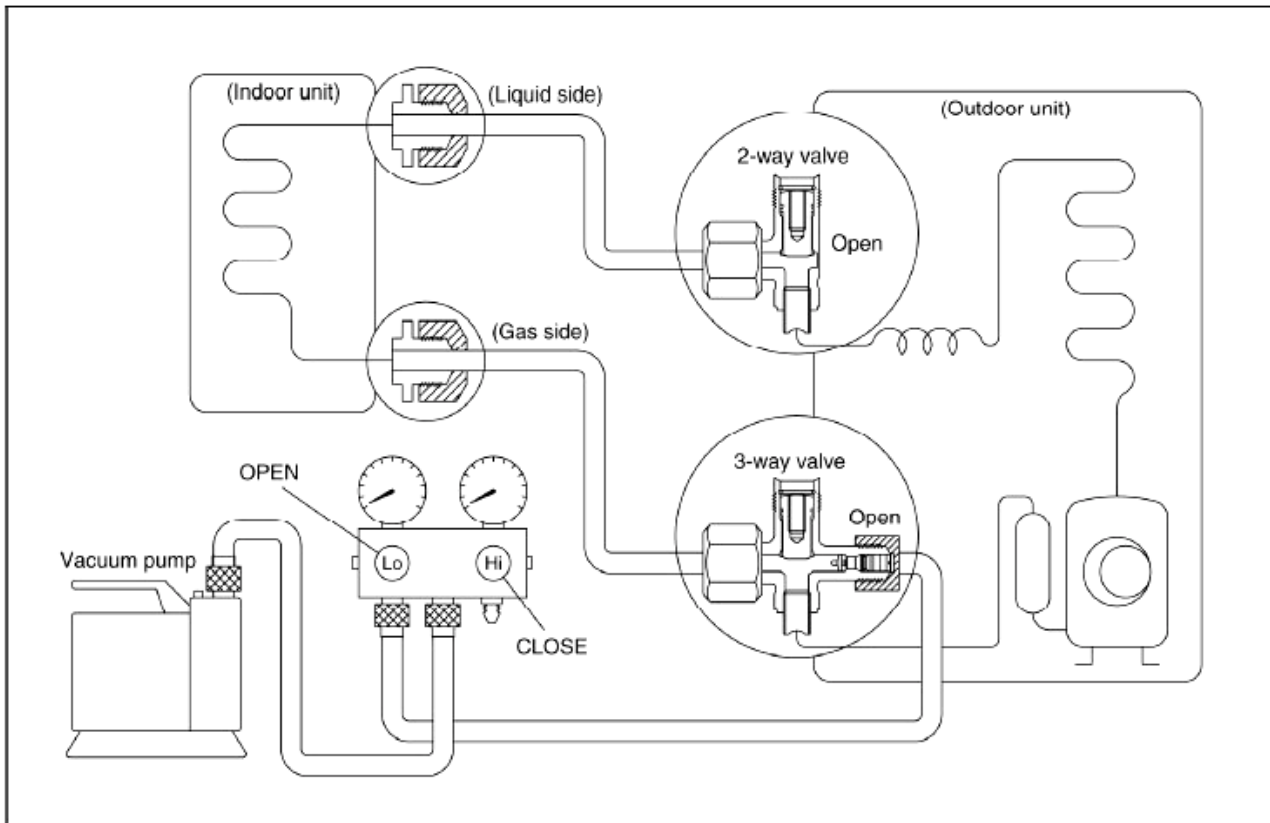 (Indoor unit)
(Liquid side)
(Outdoor unit)
2-way valve
Open
(Gas side)
3-way valve
Open
OPEN
Vacuum pump
Lo
Hi
CLOSE